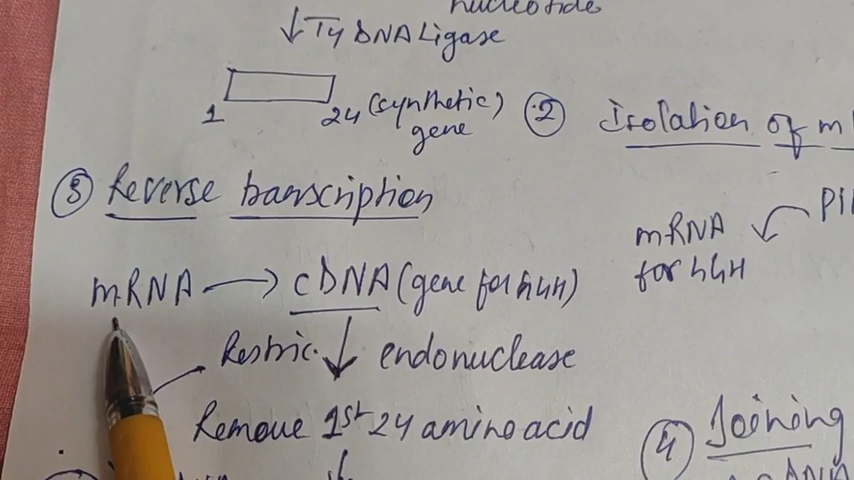 nucleotide
↓ T4 DNA Ligase
1 24 (synthetic) gene
② Isolation of m
③ Reverse transcription
mRNA
for hGH
mRNA → cDNA (gene for hGH)
Restric. ↓ endonuclease
Remove 1st 24 amino acid
④ Joining